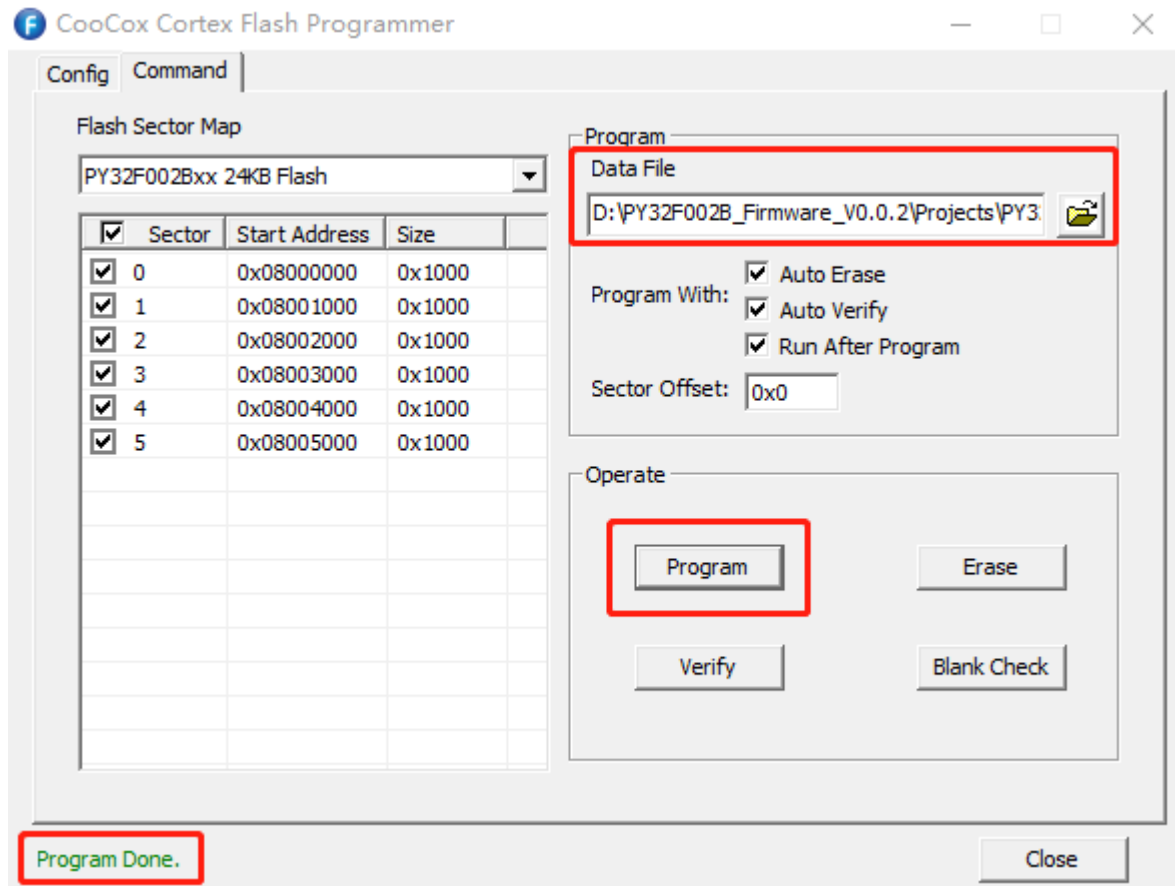 CooCox Cortex Flash Programmer
Config Command
Flash Sector Map
PY32F002Bxx 24KB Flash
Sector Start Address Size
0 0x08000000 0x1000
1 0x08001000 0x1000
2 0x08002000 0x1000
3 0x08003000 0x1000
4 0x08004000 0x1000
5 0x08005000 0x1000
Program
Data File
D:\PY32F002B_Firmware_V0.0.2\Projects\PY3
Program With:
Auto Erase
Auto Verify
Run After Program
Sector Offset: 0x0
Operate
Program Erase
Verify Blank Check
Program Done.
Close